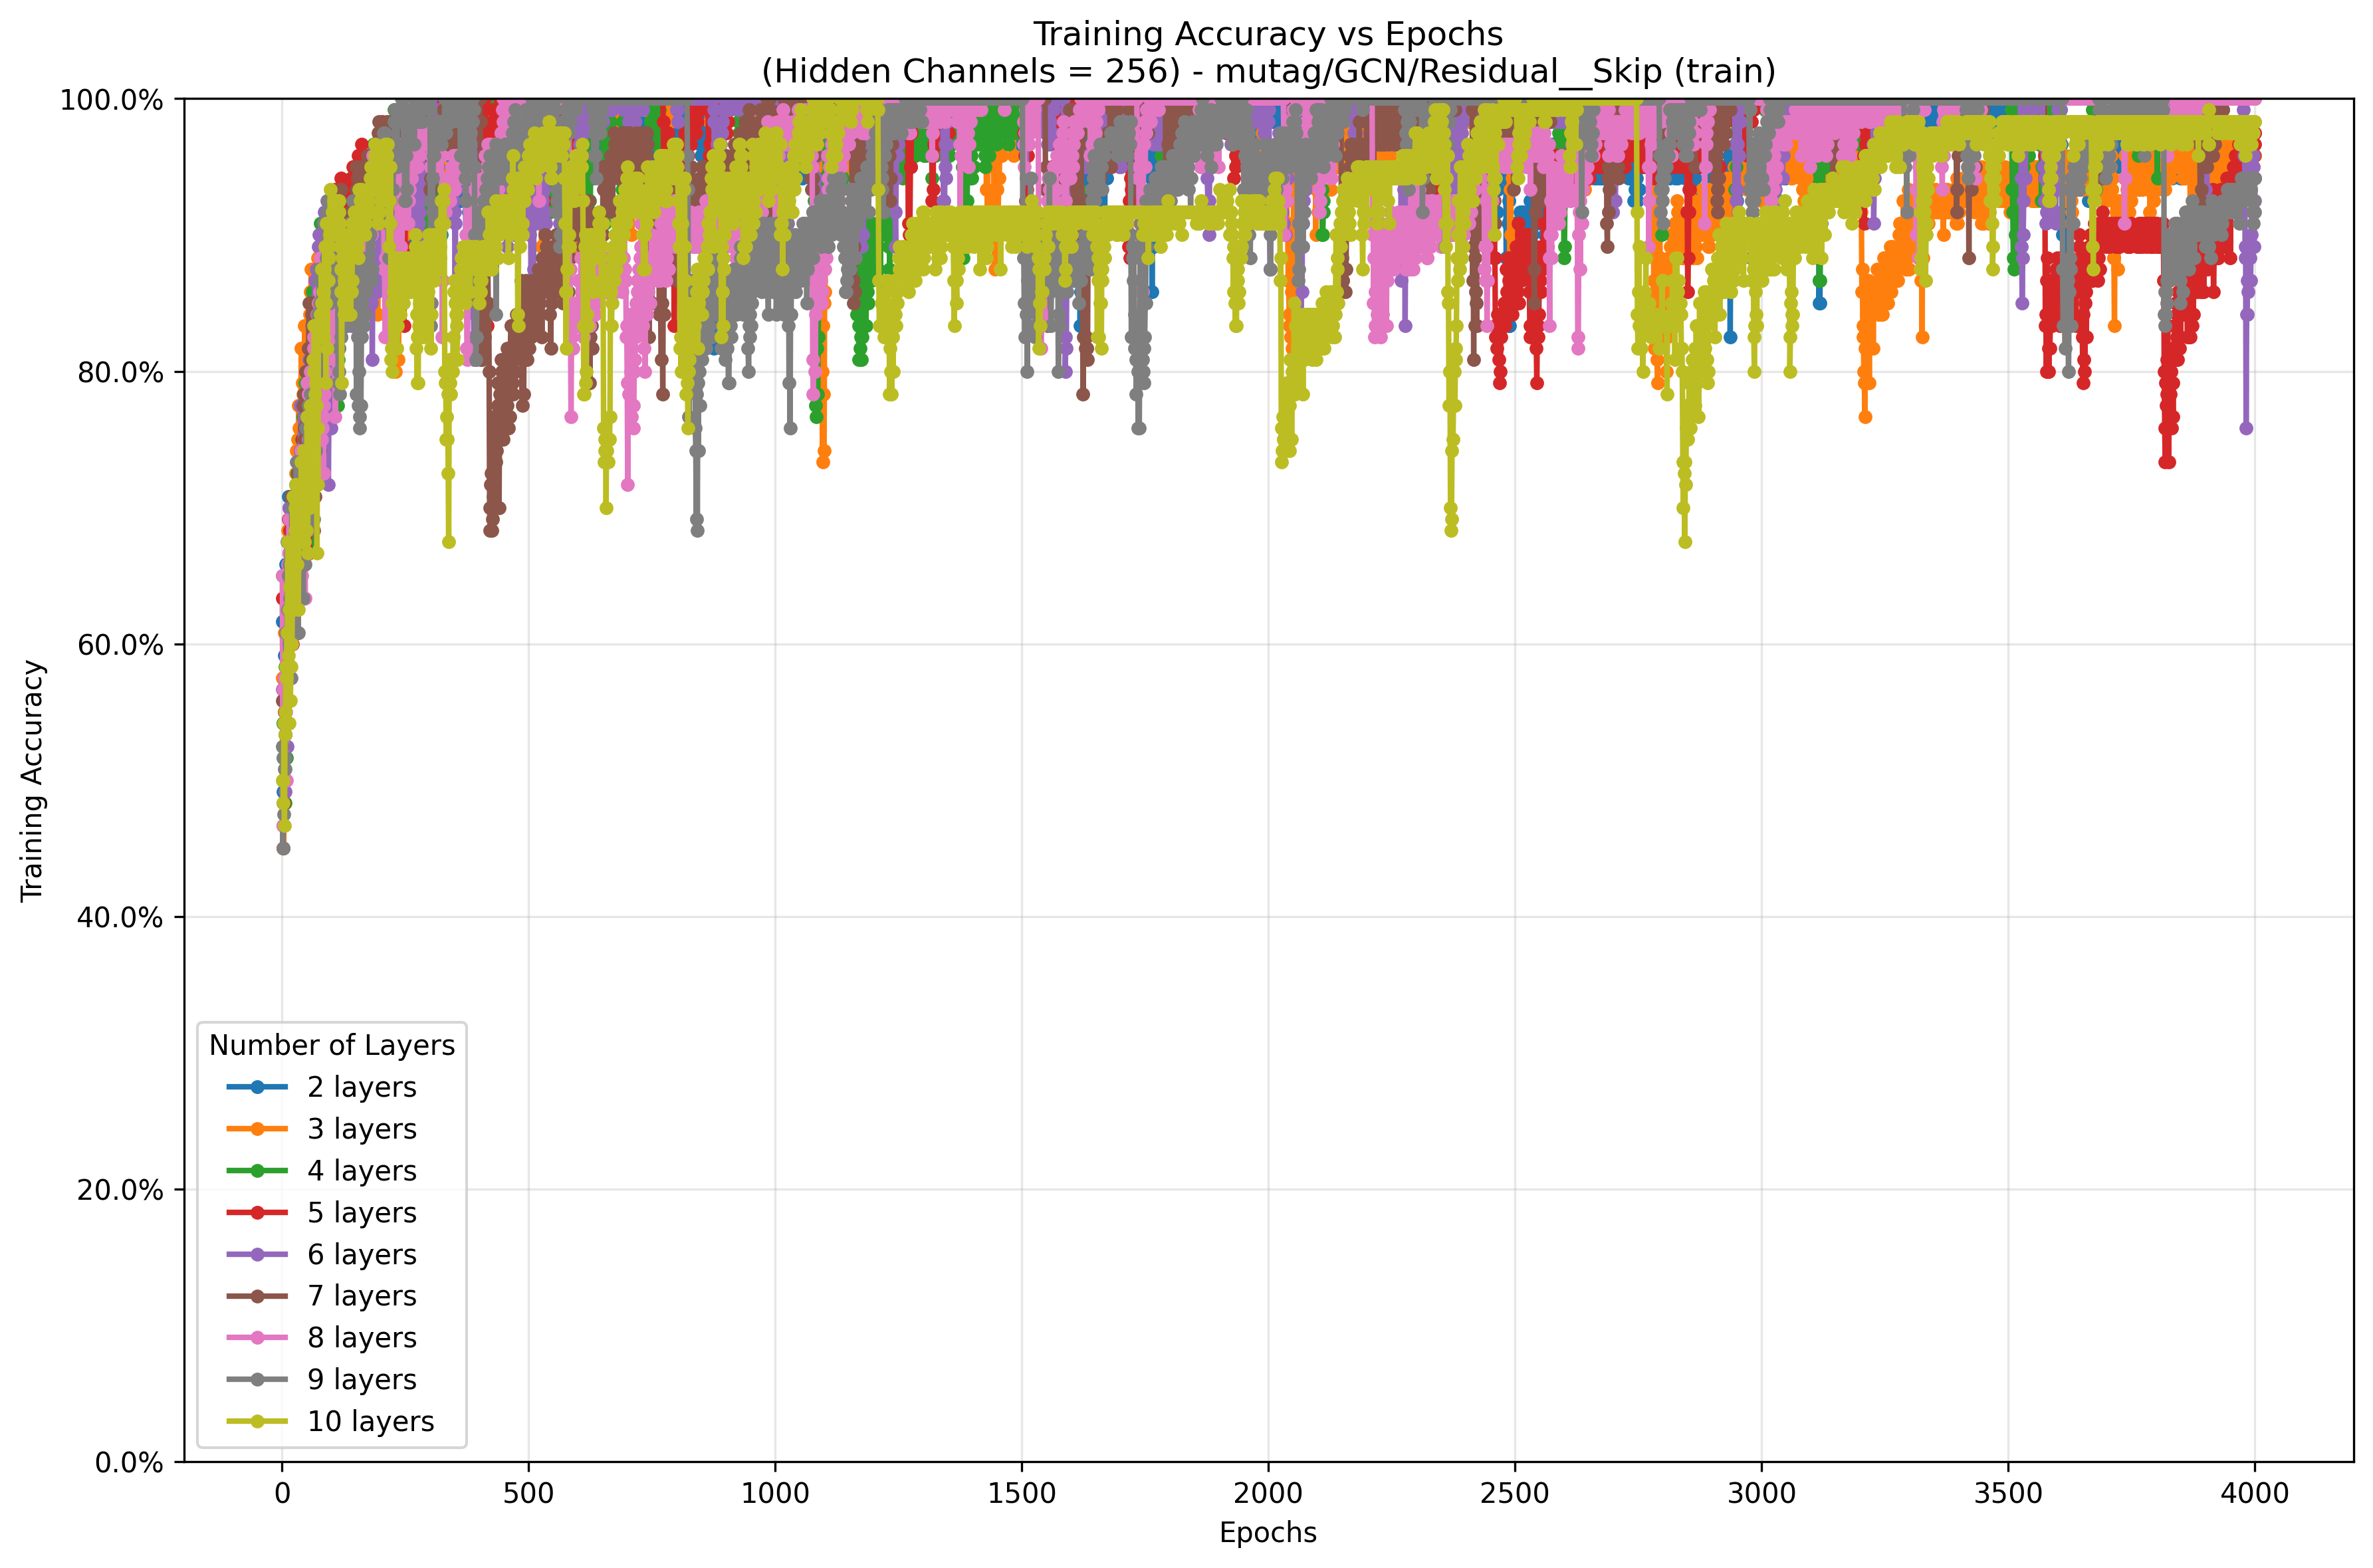 Training Accuracy vs Epochs
(Hidden Channels = 256) - mutag/GCN/Residual__Skip (train)
100.0%
80.0%
60.0%
40.0%
20.0%
0.0%
Training Accuracy
Number of Layers
2 layers
3 layers
4 layers
5 layers
6 layers
7 layers
8 layers
9 layers
10 layers
0 500 1000 1500 2000 2500 3000 3500 4000
Epochs